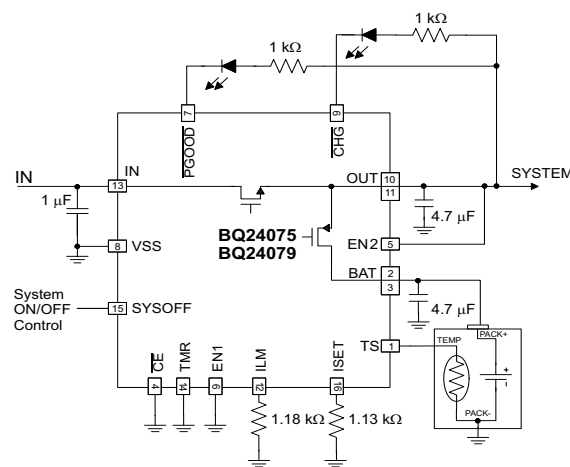 1 kΩ
1 kΩ
7
9
PGOOD
CHG
IN
IN
13
OUT
10
11
SYSTEM
1 μF
4.7 μF
8
VSS
BQ24075
BQ24079
EN2
5
BAT
2
3
System
ON/OFF
Control
15
SYSOFF
4.7 μF
TS
1
TEMP
PACK+
+
-
PACK-
CE
TMR
EN1
ILM
ISET
4
14
6
12
16
1.18 kΩ
1.13 kΩ